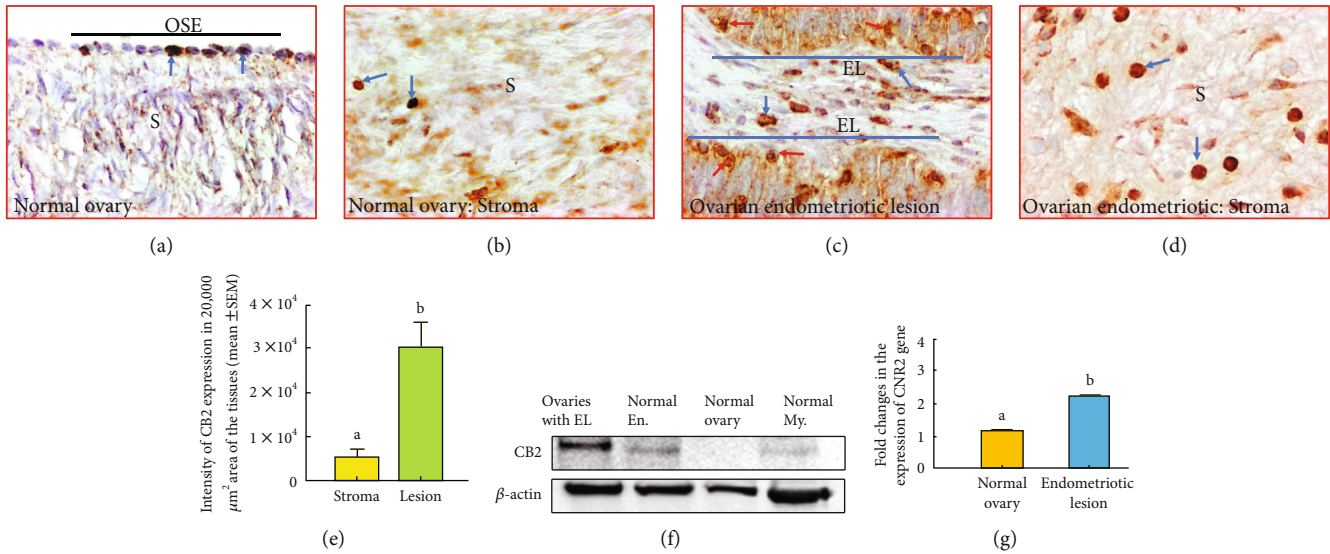 OSE
S
Normal ovary
(a)
S
Normal ovary: Stroma
(b)
EL
EL
Ovarian endometriotic lesion
(c)
S
Ovarian endometriotic: Stroma
(d)
Intensity of CB2 expression in 20,000
μm² area of the tissues (mean ±SEM)
4 × 10⁴
3 × 10⁴
2 × 10⁴
1 × 10⁴
0
a
b
Stroma
Lesion
(e)
Ovaries with EL
Normal En.
Normal ovary
Normal My.
CB2
β-actin
(f)
Fold changes in the
expression of CNR2 gene
4
3
2
1
0
a
b
Normal ovary
Endometriotic lesion
(g)